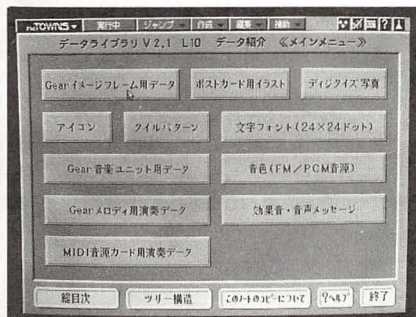 TOWNS 実行中 ジャンプ 作成 編集 補助 ?
データライブラリ V2.1 L10 データ紹介 《メインメニュー》
Gearイメージフレーム用データ ポストカード用イラスト ディジタイズ写真
アイコン タイルパターン 文字フォント(24×24ドット)
Gear音楽ユニット用データ 音色(FM/PCM音源)
Gearメロディ用演奏データ 効果音・音声メッセージ
MIDI音源カード用演奏データ
総目次 ツリー構造 このノートのコピーについて ?ヘルプ 終了